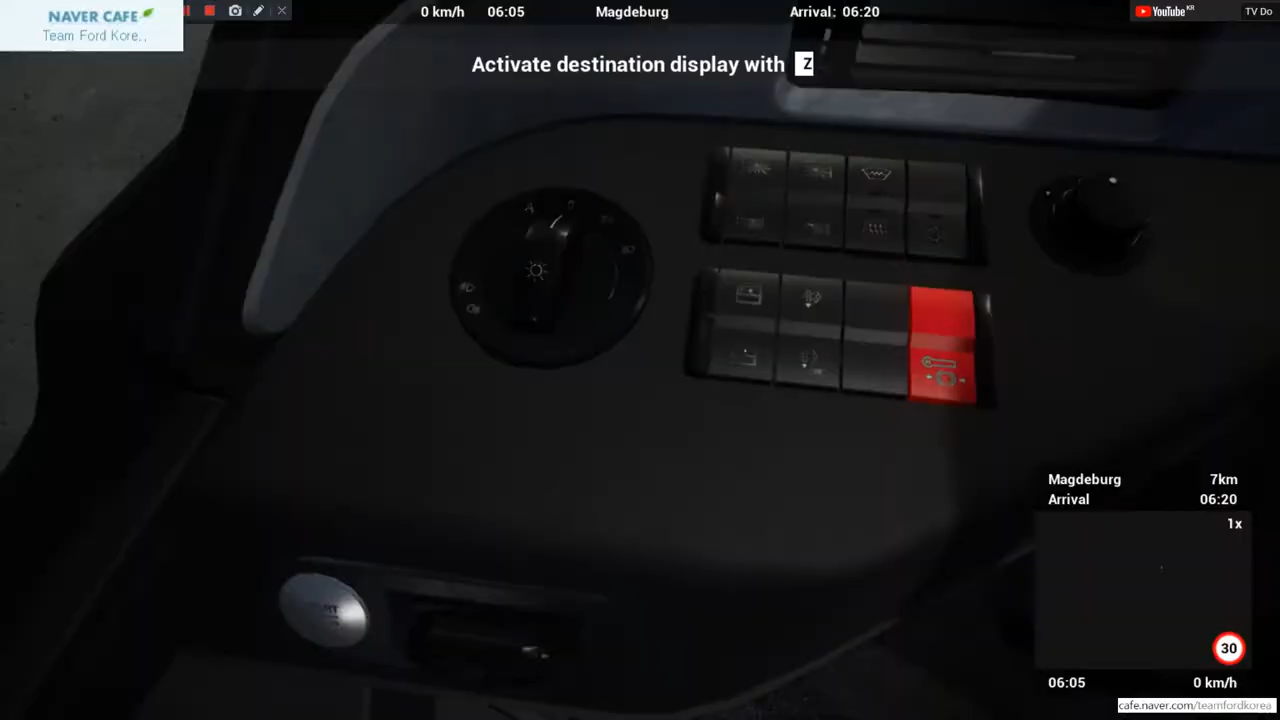 NAVER CAFE
Team Ford Kore..
0 km/h
06:05
Magdeburg
Arrival: 06:20
YouTube KR
TV Do
Activate destination display with Z
A
Magdeburg 7km
Arrival 06:20
1x
30
06:05 0 km/h
cafe.naver.com/teamfordkorea